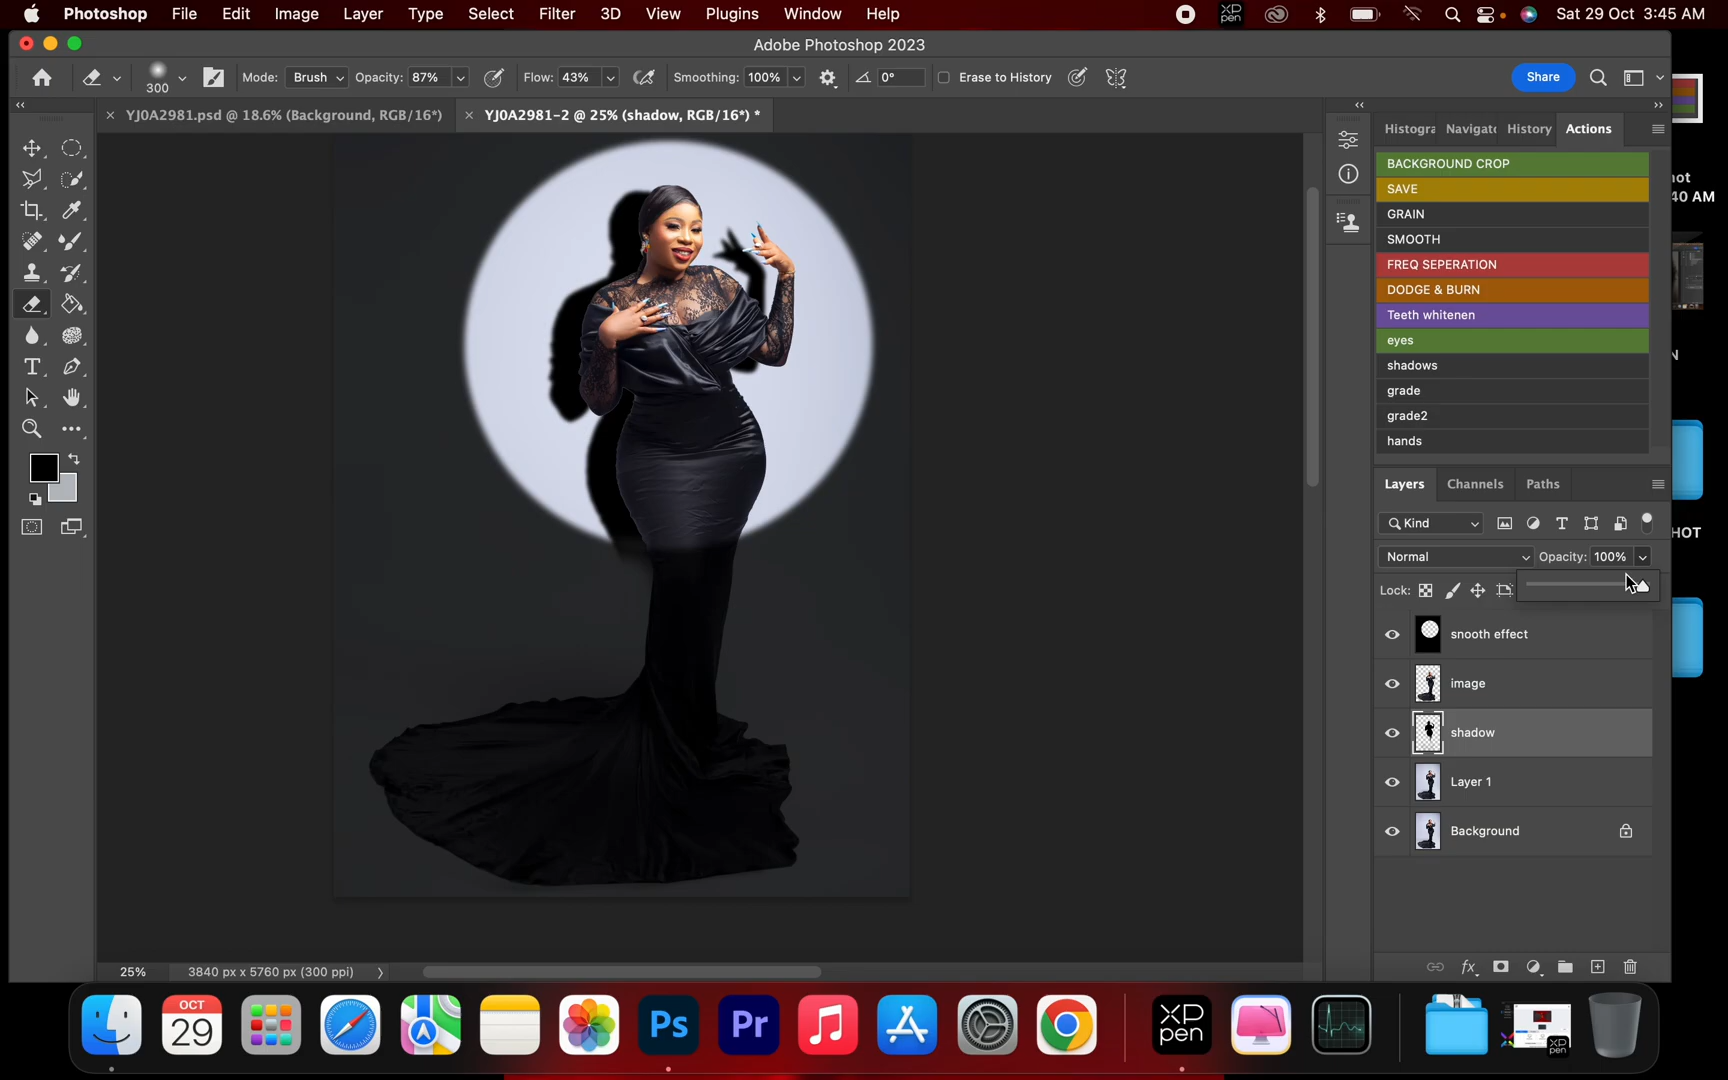 Photoshop File Edit Image Layer Type Select Filter 3D View Plugins Window Help XP pen Sat 29 Oct 3:45 AM
Adobe Photoshop 2023
300 Mode: Brush Opacity: 87% Flow: 43% Smoothing: 100% 0° Erase to History Share
YJ0A2981.psd @ 18.6% (Background, RGB/16*) YJ0A2981-2 @ 25% (shadow, RGB/16*) *
Histogra Navigato History Actions
BACKGROUND CROP
SAVE
GRAIN
SMOOTH
FREQ SEPERATION
DODGE & BURN
Teeth whitenen
eyes
shadows
grade
grade2
hands
Layers Channels Paths
Kind
Normal Opacity: 100%
Lock:
snooth effect
image
shadow
Layer 1
Background
25% 3840 px x 5760 px (300 ppi)
ot
40 AM
N
HOT
OCT
29
Ps Pr
XP
pen
XP
pen